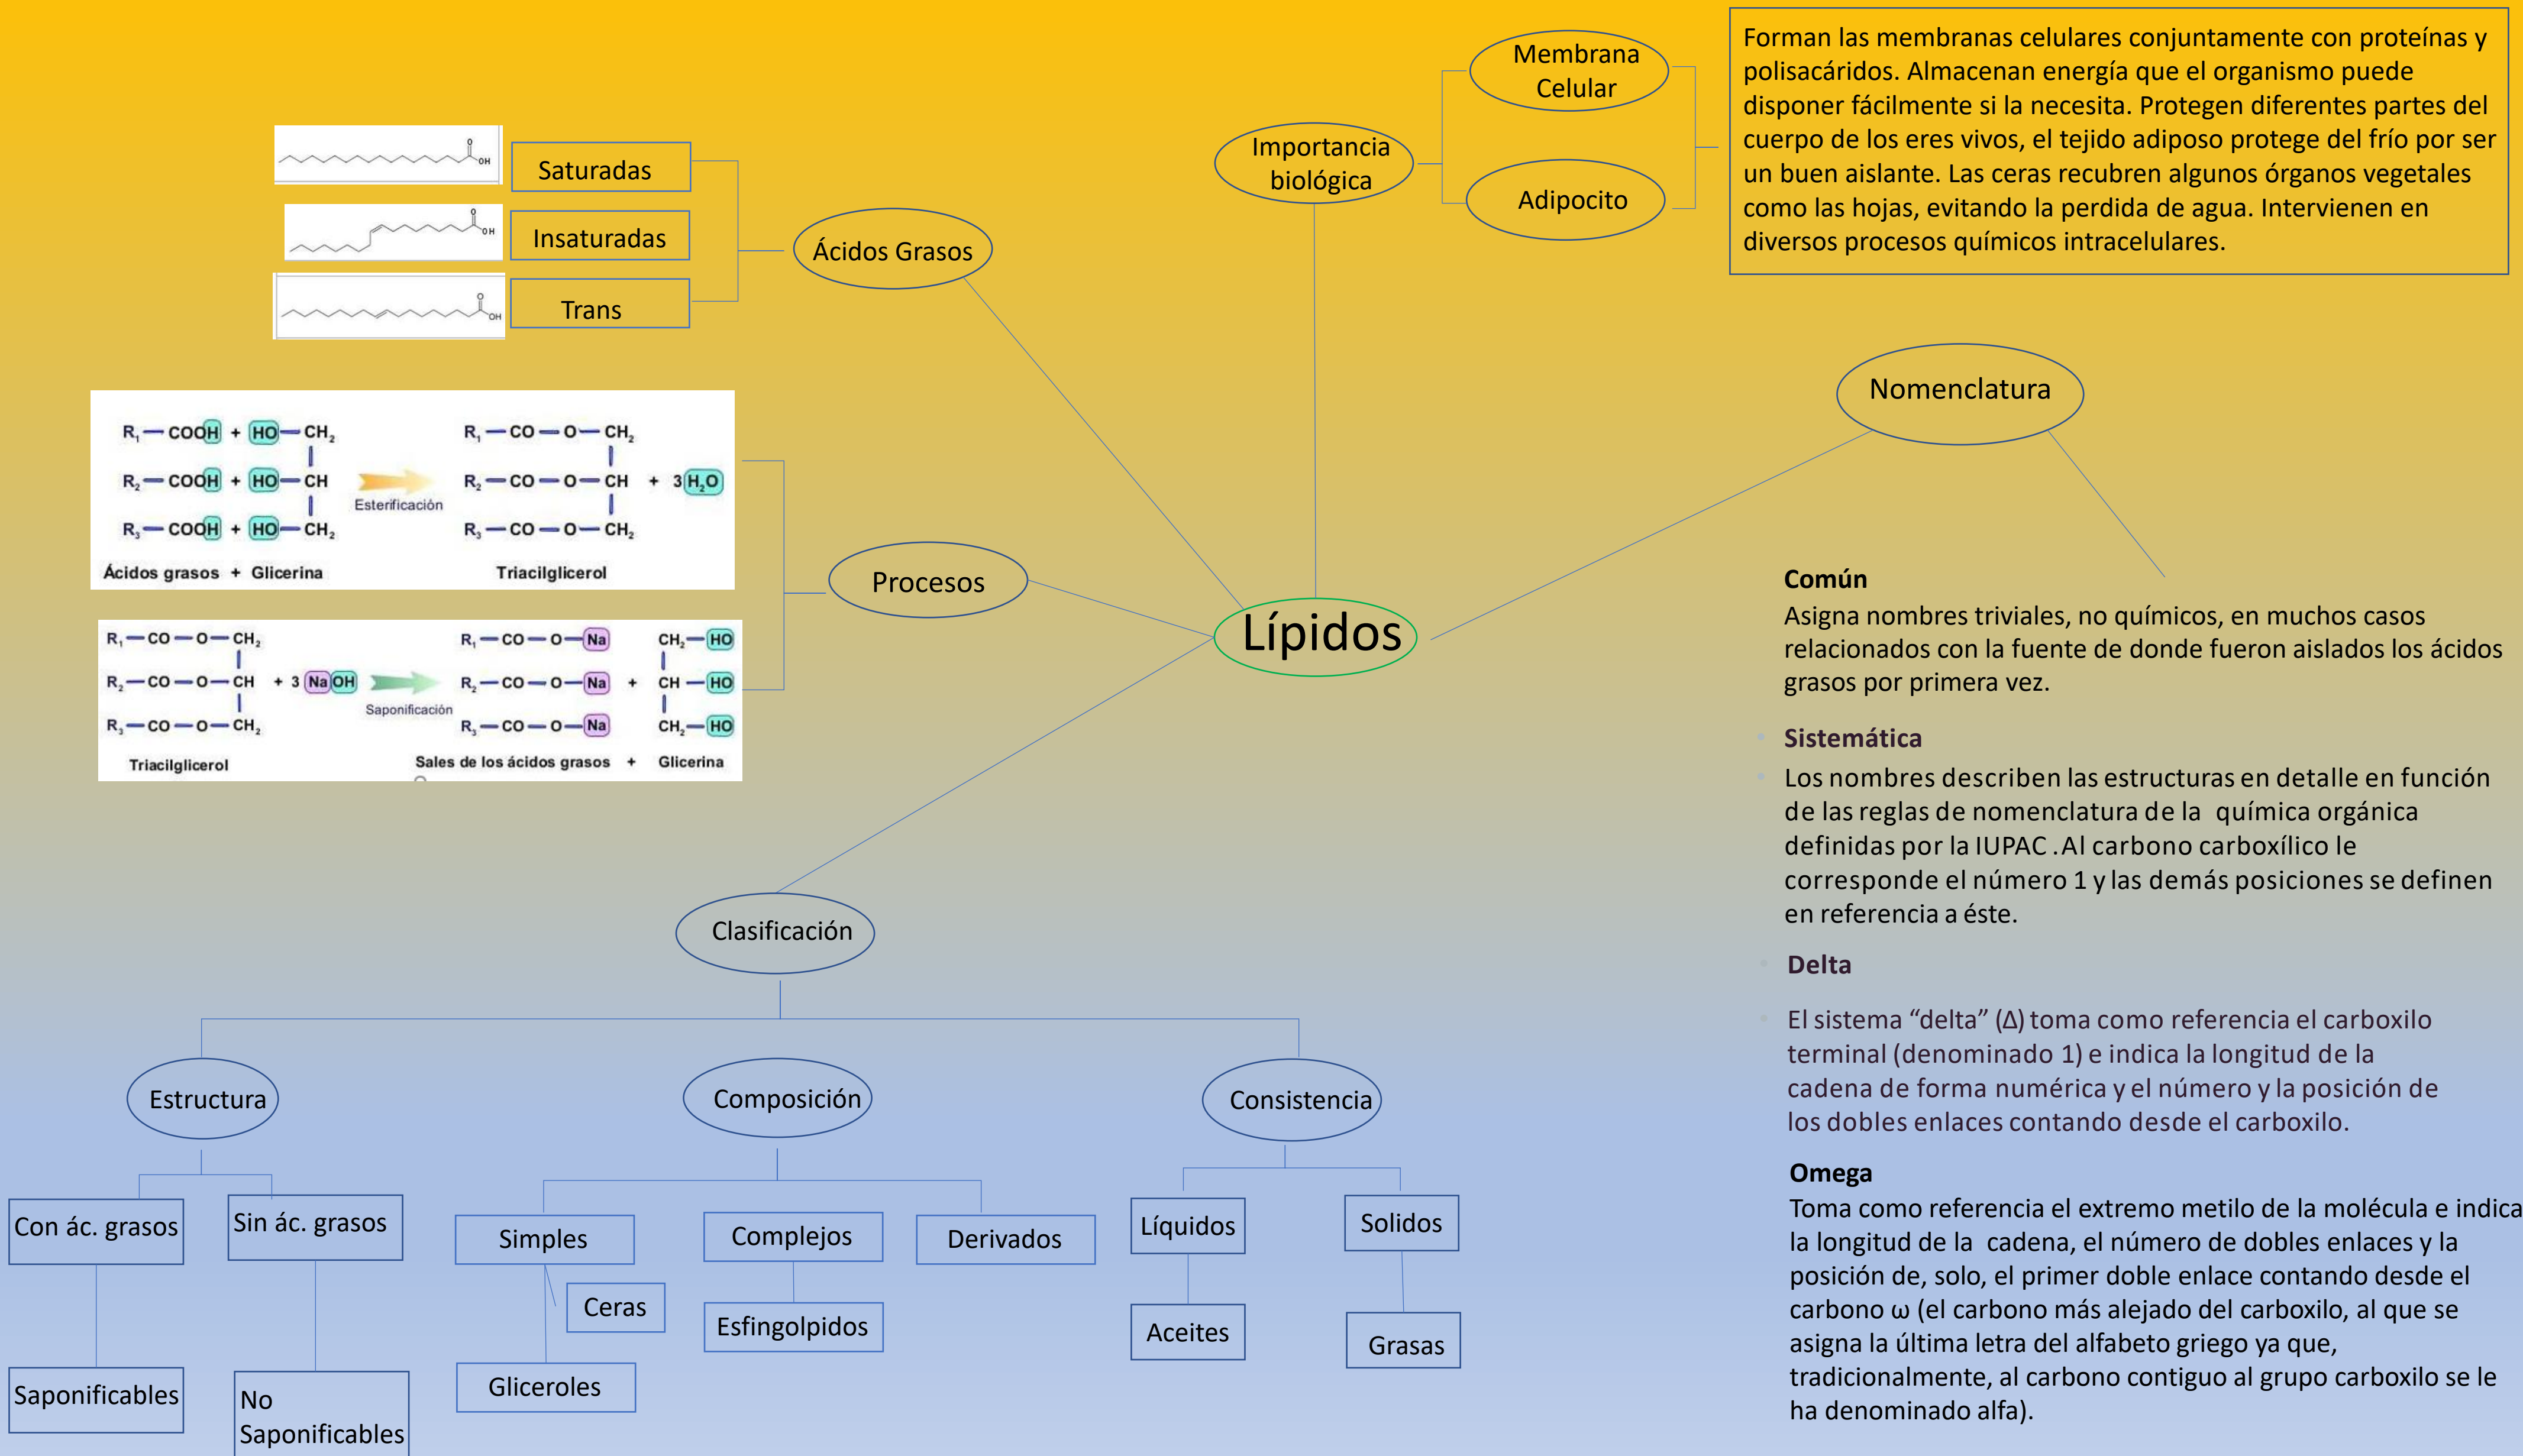 Membrana
Celular
Forman las membranas celulares conjuntamente con proteínas y
polisacáridos. Almacenan energía que el organismo puede
disponer fácilmente si la necesita. Protegen diferentes partes del
cuerpo de los eres vivos, el tejido adiposo protege del frío por ser
un buen aislante. Las ceras recubren algunos órganos vegetales
como las hojas, evitando la perdida de agua. Intervienen en
diversos procesos químicos intracelulares.
Importancia
biológica
Adipocito
O
OH
Saturadas
O
OH
Insaturadas
O
OH
Trans
Ácidos Grasos
Nomenclatura
R₁ — COOH + HO — CH₂
R₂ — COOH + HO — CH
R₃ — COOH + HO — CH₂
Esterificación
R₁ — CO — O — CH₂
R₂ — CO — O — CH + 3 H₂O
R₃ — CO — O — CH₂
Ácidos grasos + Glicerina
Triacilglicerol
Procesos
Lípidos
R₁ — CO — O — CH₂
R₂ — CO — O — CH + 3 NaOH
R₃ — CO — O — CH₂
Saponificación
R₁ — CO — O — Na CH₂ — HO
R₂ — CO — O — Na + CH — HO
R₃ — CO — O — Na CH₂ — HO
Triacilglicerol
Sales de los ácidos grasos + Glicerina
Común
Asigna nombres triviales, no químicos, en muchos casos
relacionados con la fuente de donde fueron aislados los ácidos
grasos por primera vez.
• Sistemática
• Los nombres describen las estructuras en detalle en función
de las reglas de nomenclatura de la química orgánica
definidas por la IUPAC .Al carbono carboxílico le
corresponde el número 1 y las demás posiciones se definen
en referencia a éste.
• Delta
• El sistema “delta” (Δ) toma como referencia el carboxilo
terminal (denominado 1) e indica la longitud de la
cadena de forma numérica y el número y la posición de
los dobles enlaces contando desde el carboxilo.
Omega
Toma como referencia el extremo metilo de la molécula e indica
la longitud de la cadena, el número de dobles enlaces y la
posición de, solo, el primer doble enlace contando desde el
carbono ω (el carbono más alejado del carboxilo, al que se
asigna la última letra del alfabeto griego ya que,
tradicionalmente, al carbono contiguo al grupo carboxilo se le
ha denominado alfa).
Clasificación
Estructura
Composición
Consistencia
Con ác. grasos
Sin ác. grasos
Simples
Complejos
Derivados
Líquidos
Solidos
Ceras
Esfingolpidos
Aceites
Grasas
Saponificables
No
Saponificables
Gliceroles